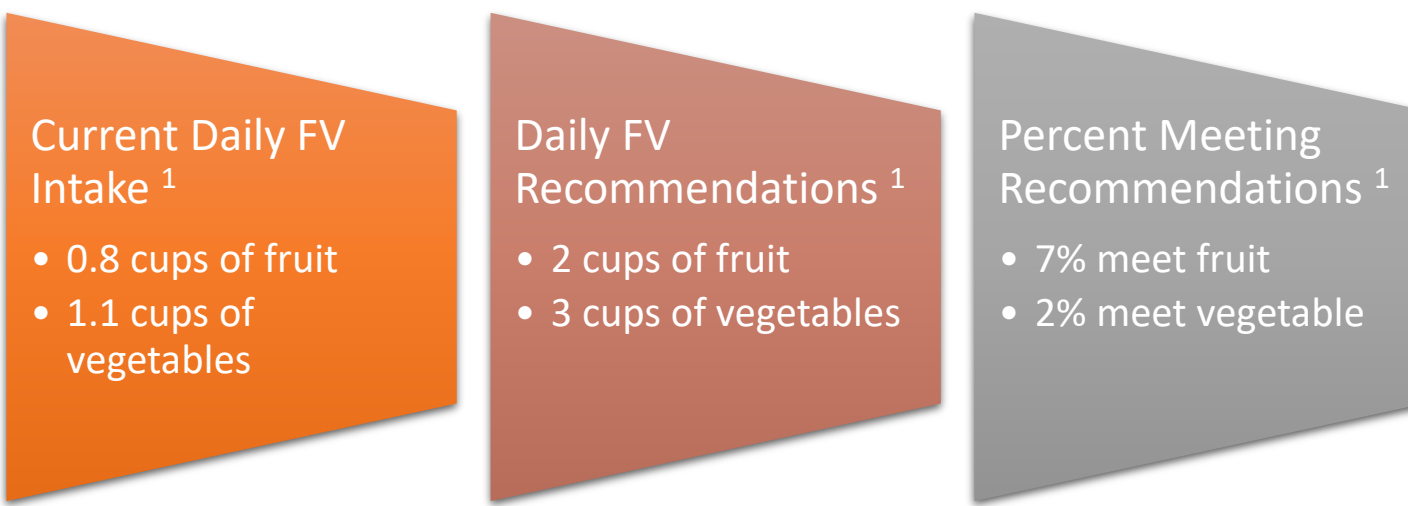 Current Daily FV
Intake 1
• 0.8 cups of fruit
• 1.1 cups of
vegetables
Daily FV
Recommendations 1
• 2 cups of fruit
• 3 cups of vegetables
Percent Meeting
Recommendations 1
• 7% meet fruit
• 2% meet vegetable